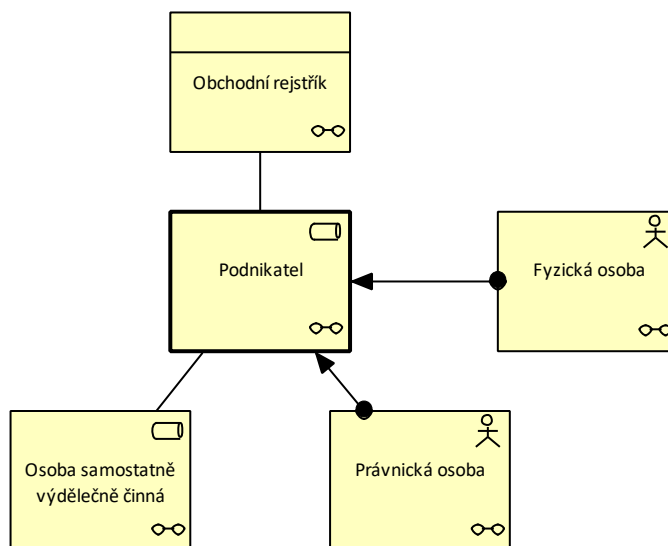 Obchodní rejstřík
Podnikatel
Fyzická osoba
Osoba samostatně
výdělečně činná
Právnická osoba